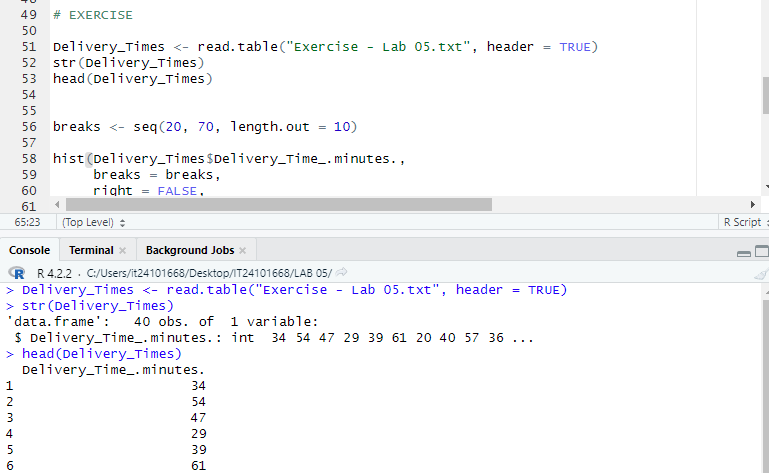 49 # EXERCISE
50
51 Delivery_Times <- read.table("Exercise - Lab 05.txt", header = TRUE)
52 str(Delivery_Times)
53 head(Delivery_Times)
54
55
56 breaks <- seq(20, 70, length.out = 10)
57
58 hist(Delivery_Times$Delivery_Time_.minutes.,
59      breaks = breaks,
60      right = FALSE,
61
65:23 (Top Level) R Script
Console Terminal Background Jobs
R 4.2.2 · C:/Users/it24101668/Desktop/IT24101668/LAB 05/
> Delivery_Times <- read.table("Exercise - Lab 05.txt", header = TRUE)
> str(Delivery_Times)
'data.frame':   40 obs. of  1 variable:
 $ Delivery_Time_.minutes.: int  34 54 47 29 39 61 20 40 57 36 ...
> head(Delivery_Times)
  Delivery_Time_.minutes.
1                      34
2                      54
3                      47
4                      29
5                      39
6                      61